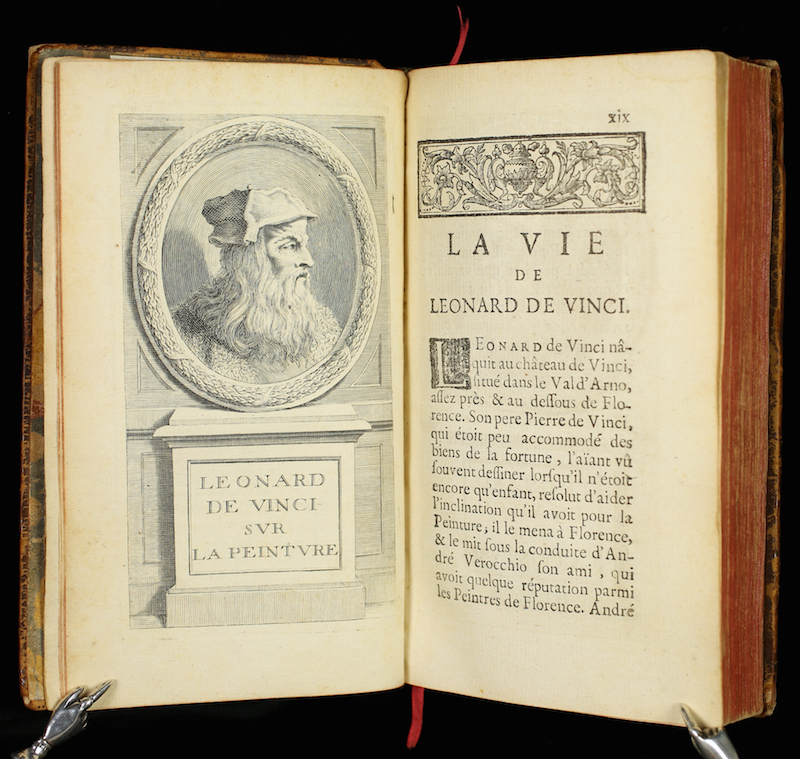 LEONARD
DE VINCI
SVR
LA PEINTVRE
xix
LA VIE
DE
LEONARD DE VINCI.
LEONARD de Vinci nâ-
quit au château de Vinci,
ſitué dans le Val d'Arno,
aſſez près & au deſſous de Flo-
rence. Son pere Pierre de Vinci,
qui étoit peu accommodé des
biens de ſa fortune, l'aïant vû
ſouvent deſſiner lorſqu'il n'étoit
encore qu'enfant, reſolut d'aider
l'inclination qu'il avoit pour la
Peinture; il le mena à Florence,
& le mit ſous la conduite d'An-
dré Verocchio ſon ami, qui
avoit quelque réputation parmi
les Peintres de Florence. André